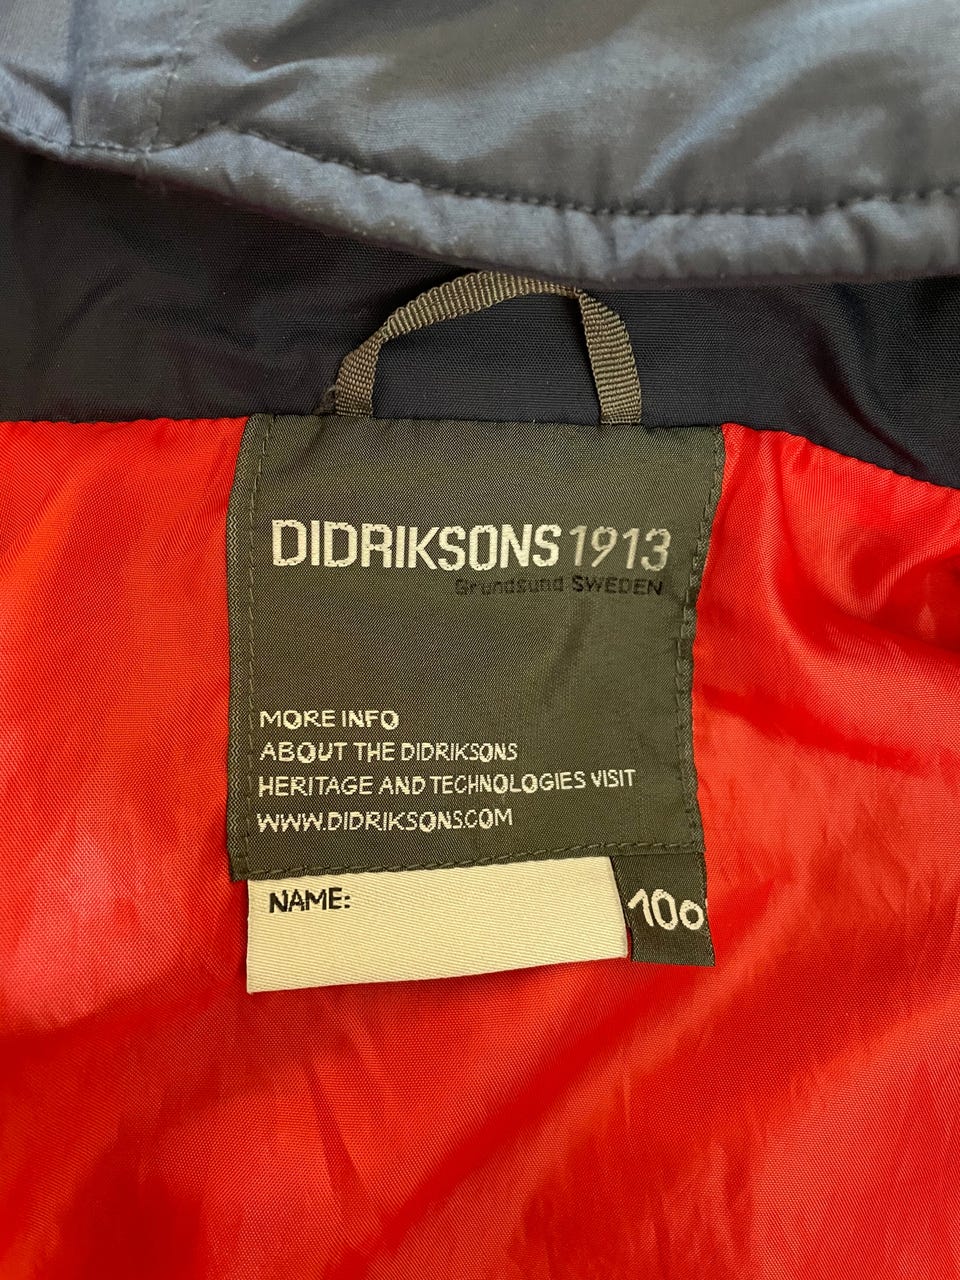 DIDRIKSONS 1913
Grundsund SWEDEN
MORE INFO
ABOUT THE DIDRIKSONS
HERITAGE AND TECHNOLOGIES VISIT
WWW.DIDRIKSONS.COM
NAME:
100